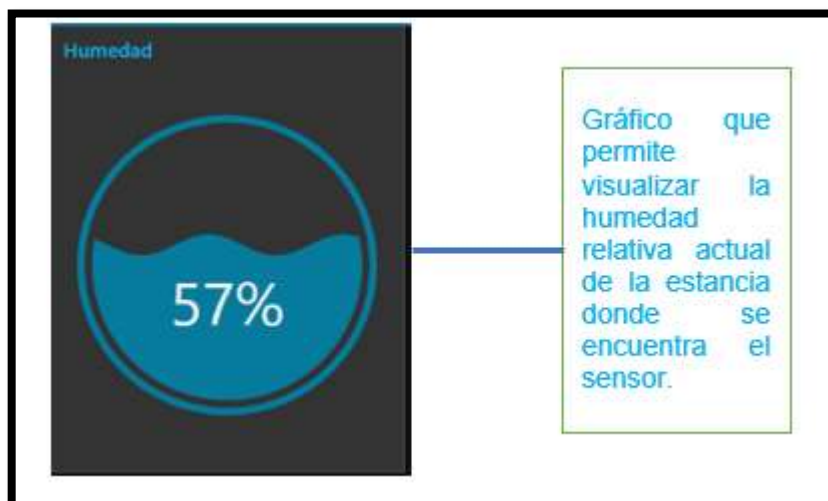 Humedad
57%
Gráfico que
permite
visualizar la
humedad
relativa actual
de la estancia
donde se
encuentra el
sensor.